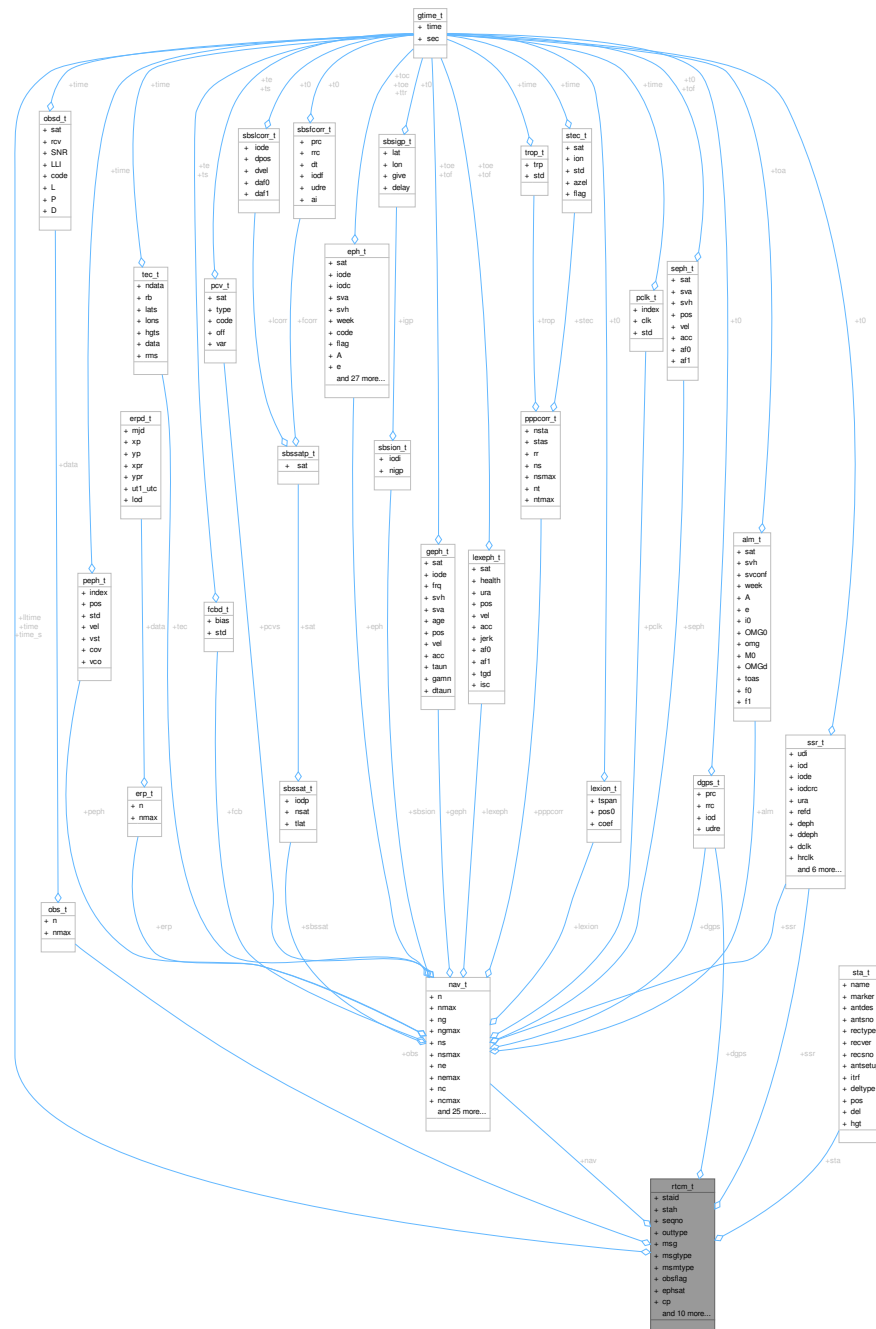 gtime_t
+ time
+ sec
+time
+time
+te
+ts
+t0
+toc
+toe
+ttr
+t0
+time
+time
+t0
+tof
obsd_t
+ sat
+ rcv
+ SNR
+ LLI
+ code
+ L
+ P
+ D
sbslcorr_t
+ iode
+ dpos
+ dvel
+ daf0
+ daf1
sbsfcorr_t
+ prc
+ rrc
+ dt
+ iodf
+ udre
+ ai
sbsigp_t
+ lat
+ lon
+ give
+ delay
trop_t
+ trp
+ std
stec_t
+ sat
+ ion
+ std
+ azel
+ flag
+time
+te
+ts
+toe
+tof
+toe
+tof
+time
+toa
eph_t
+ sat
+ iode
+ iodc
+ sva
+ svh
+ week
+ code
+ flag
+ A
+ e
and 27 more...
tec_t
+ ndata
+ rb
+ lats
+ lons
+ hgts
+ data
+ rms
pcv_t
+ sat
+ type
+ code
+ off
+ var
pclk_t
+ index
+ clk
+ std
seph_t
+ sat
+ sva
+ svh
+ pos
+ vel
+ acc
+ af0
+ af1
+lcorr
+fcorr
+igp
+trop
+stec
+t0
+t0
+t0
erpd_t
+ mjd
+ xp
+ yp
+ xpr
+ ypr
+ ut1_utc
+ lod
sbssatp_t
+ sat
sbsion_t
+ iodi
+ nigp
pppcorr_t
+ nsta
+ stas
+ rr
+ ns
+ nsmax
+ nt
+ ntmax
+data
peph_t
+ index
+ pos
+ std
+ vel
+ vst
+ cov
+ vco
fcbd_t
+ bias
+ std
geph_t
+ sat
+ iode
+ frq
+ svh
+ sva
+ age
+ pos
+ vel
+ acc
+ taun
+ gamn
+ dtaun
lexeph_t
+ sat
+ health
+ ura
+ pos
+ vel
+ acc
+ jerk
+ af0
+ af1
+ tgd
+ isc
alm_t
+ sat
+ svh
+ svconf
+ week
+ A
+ e
+ i0
+ OMG0
+ omg
+ M0
+ OMGd
+ toas
+ f0
+ f1
+time
+time_s
+data
+tec
+pcvs
+sat
+eph
+pclk
+seph
erp_t
+ n
+ nmax
sbssat_t
+ iodp
+ nsat
+ tlat
lexion_t
+ tspan
+ pos0
+ coef
dgps_t
+ prc
+ rrc
+ iod
+ udre
ssr_t
+ udi
+ iod
+ iode
+ iodcrc
+ ura
+ refd
+ deph
+ ddeph
+ dclk
+ hrclk
and 6 more...
+peph
+fcb
+sbsion
+geph
+lexeph
+pppcorr
+alm
obs_t
+ n
+ nmax
+erp
+sbssat
+lexion
+dgps
+ssr
nav_t
+ n
+ nmax
+ ng
+ ngmax
+ ns
+ nsmax
+ ne
+ nemax
+ nc
+ ncmax
and 25 more...
sta_t
+ name
+ marker
+ antdes
+ antsno
+ rectype
+ recver
+ recsno
+ antsetu
+ itrf
+ deltype
+ pos
+ del
+ hgt
+obs
+dgps
+ssr
+nav
+sta
rtcm_t
+ staid
+ stah
+ seqno
+ outtype
+ msg
+ msgtype
+ msmtype
+ obsflag
+ ephsat
+ cp
and 10 more...